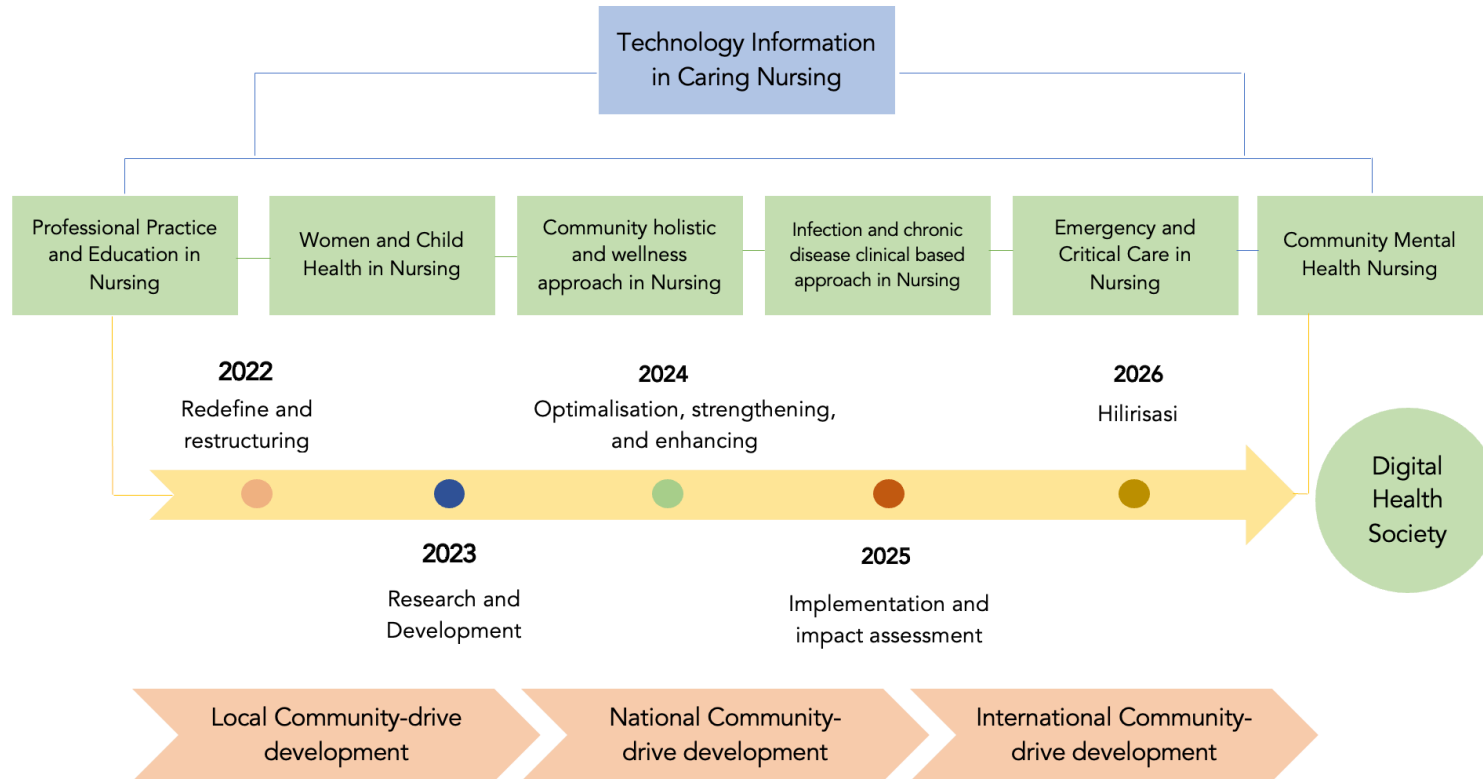 Technology Information
in Caring Nursing
Professional Practice
and Education in
Nursing
Women and Child
Health in Nursing
Community holistic
and wellness
approach in Nursing
Infection and chronic
disease clinical based
approach in Nursing
Emergency and
Critical Care in
Nursing
Community Mental
Health Nursing
2022
Redefine and
restructuring
2024
Optimalisation, strengthening,
and enhancing
2026
Hilirisasi
Digital
Health
Society
2023
Research and
Development
2025
Implementation and
impact assessment
Local Community-drive
development
National Community-
drive development
International Community-
drive development